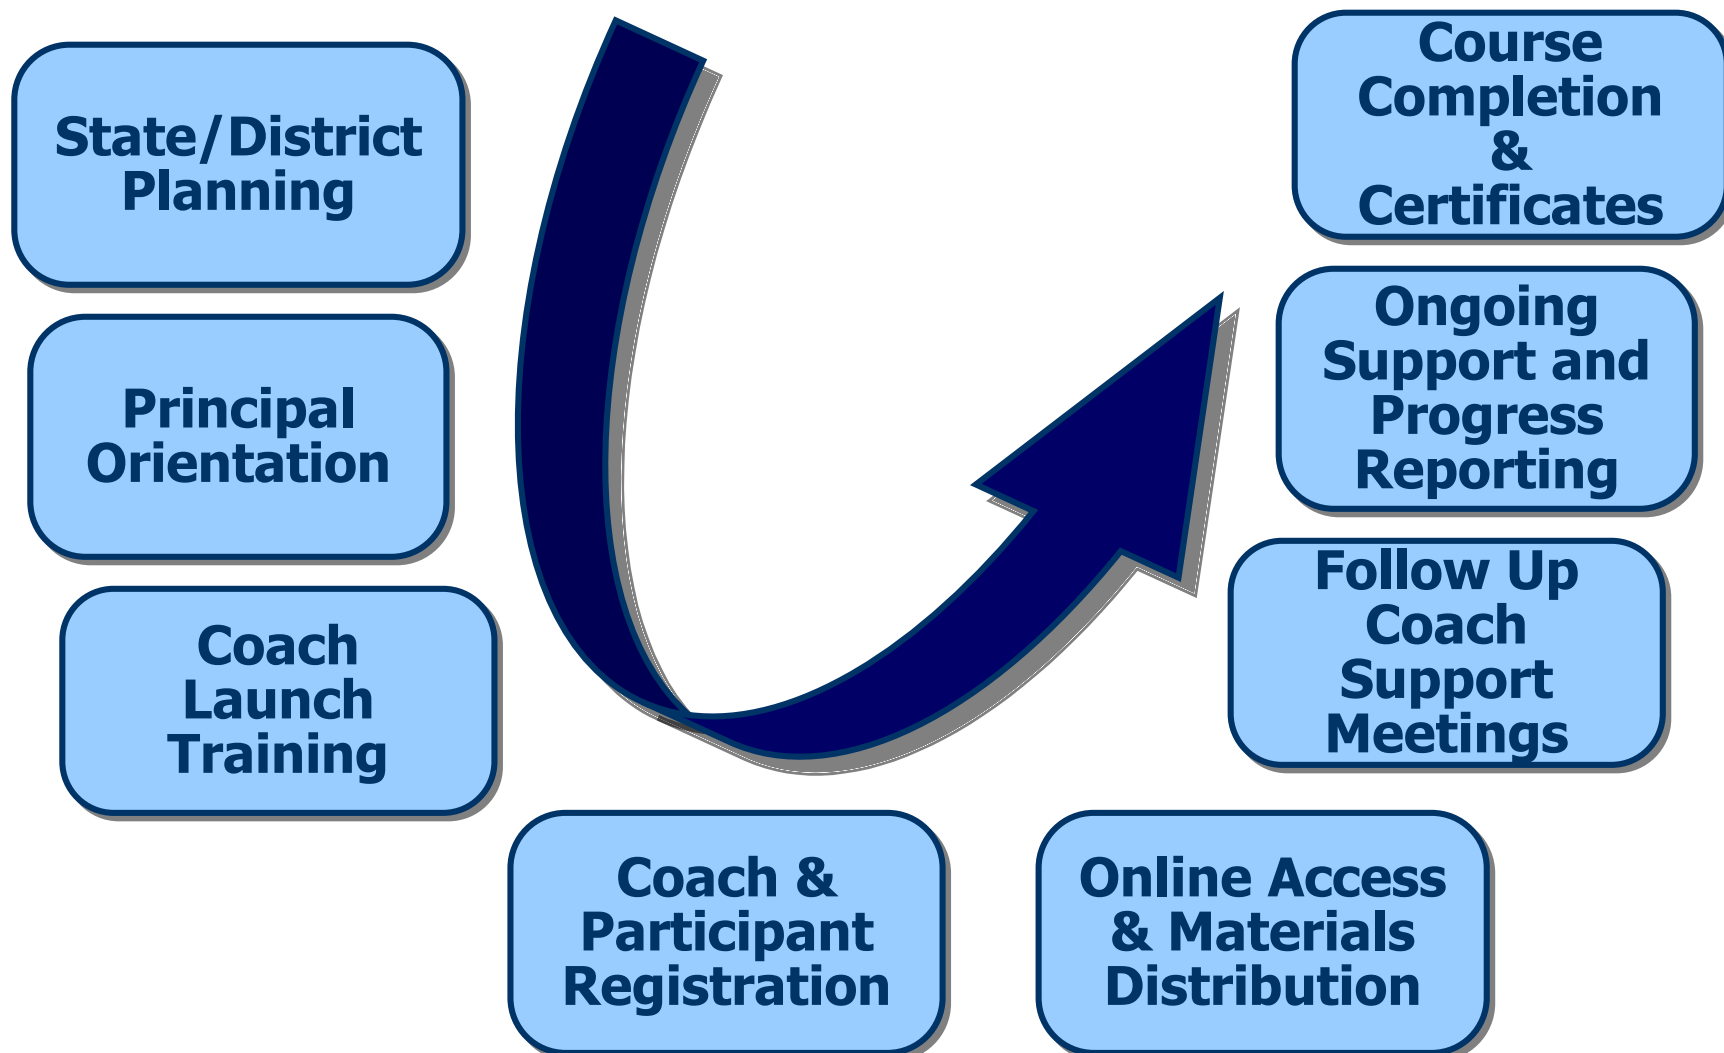 State/District
Planning
Principal
Orientation
Coach
Launch
Training
Coach &
Participant
Registration
Online Access
& Materials
Distribution
Follow Up
Coach
Support
Meetings
Ongoing
Support and
Progress
Reporting
Course
Completion
&
Certificates